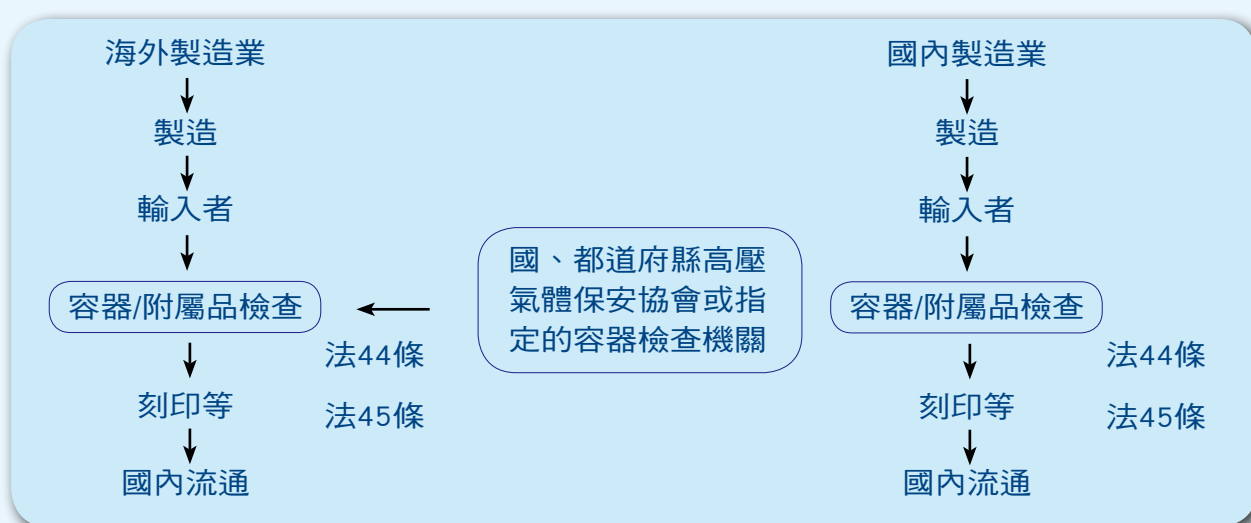 海外製造業
製造
輸入者
容器/附屬品檢查
法44條
刻印等
法45條
國內流通
國、都道府縣高壓
氣體保安協會或指
定的容器檢查機關
國內製造業
製造
輸入者
容器/附屬品檢查
法44條
刻印等
法45條
國內流通